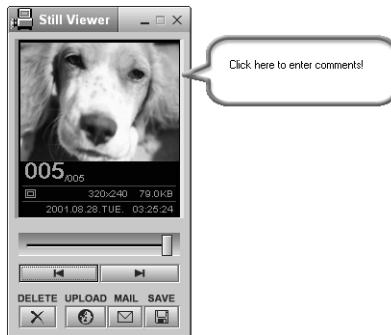 Still Viewer
Click here to enter comments!
005/005
320x240 79.0KB
2001.08.28.TUE. 03:25:24
DELETE UPLOAD MAIL SAVE